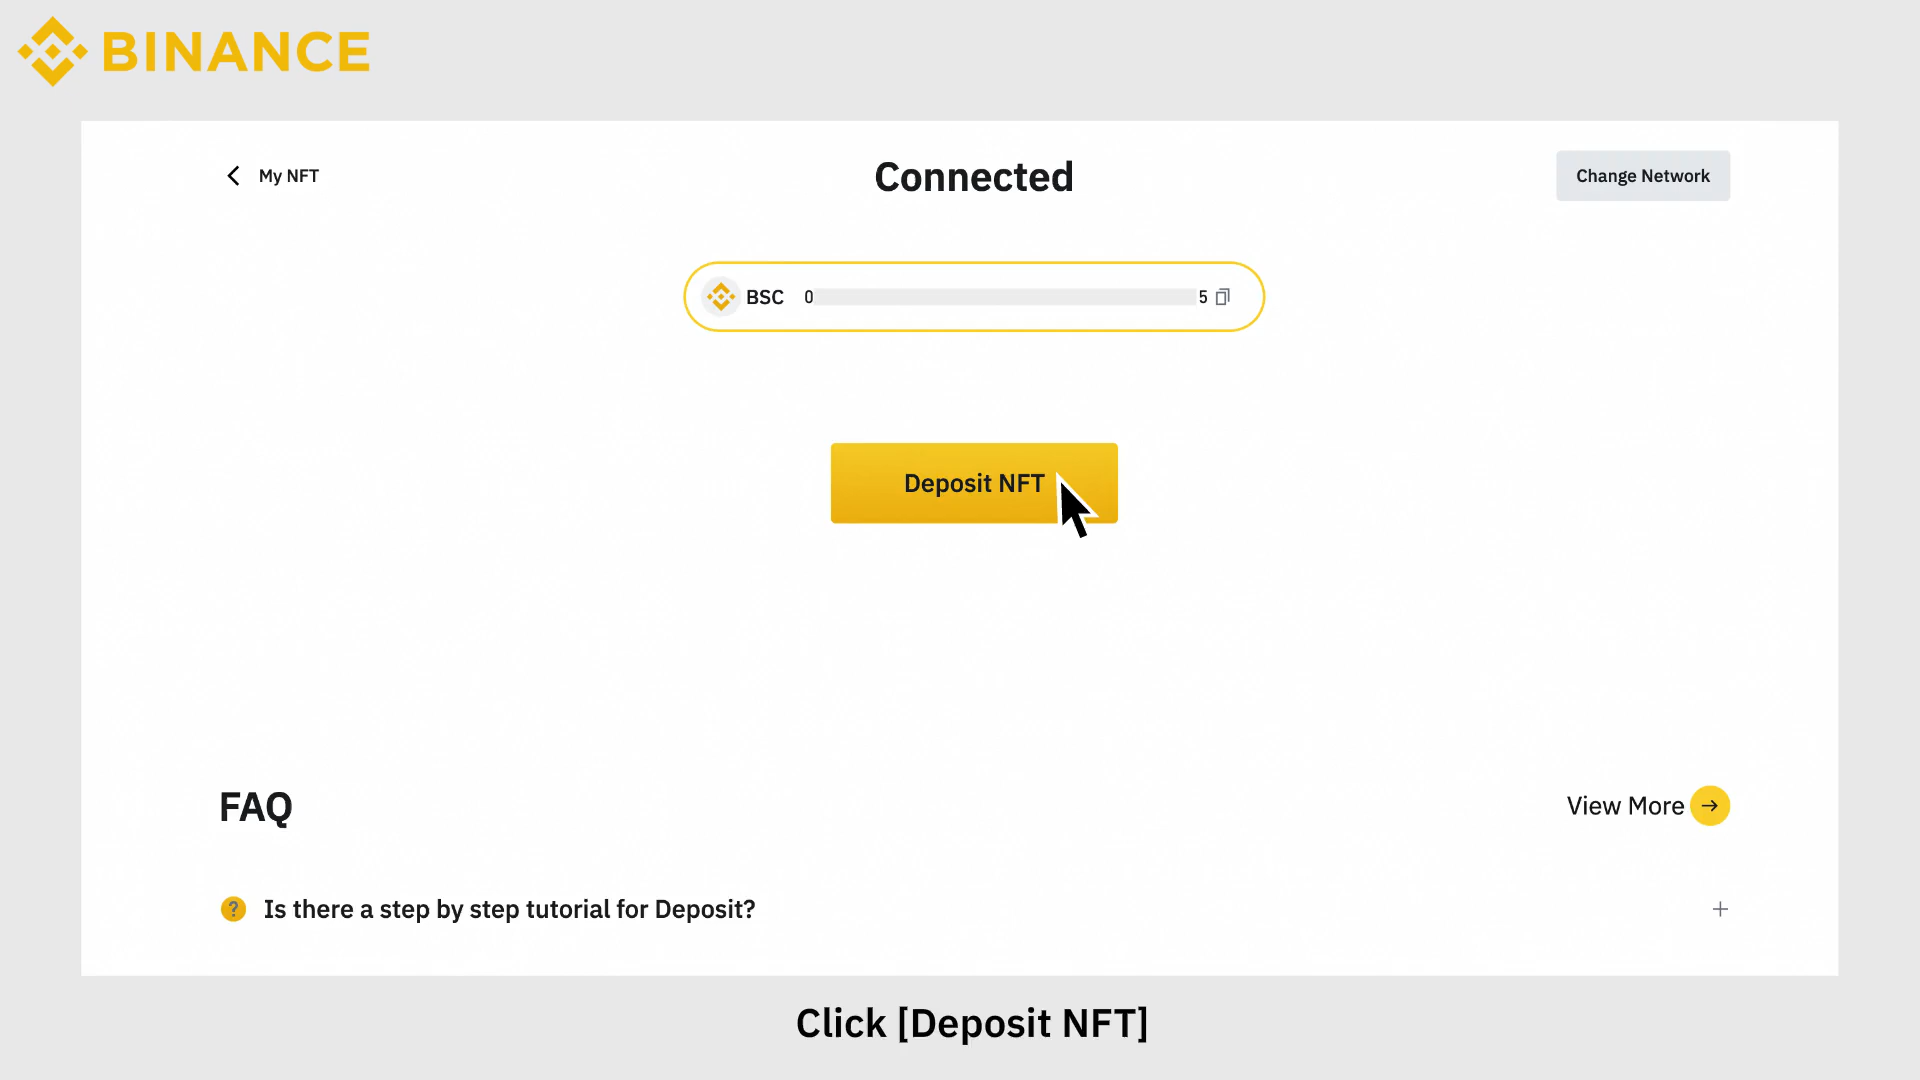 BINANCE
My NFT
Connected
Change Network
BSC 0 5
Deposit NFT
FAQ
View More
? Is there a step by step tutorial for Deposit?
Click [Deposit NFT]